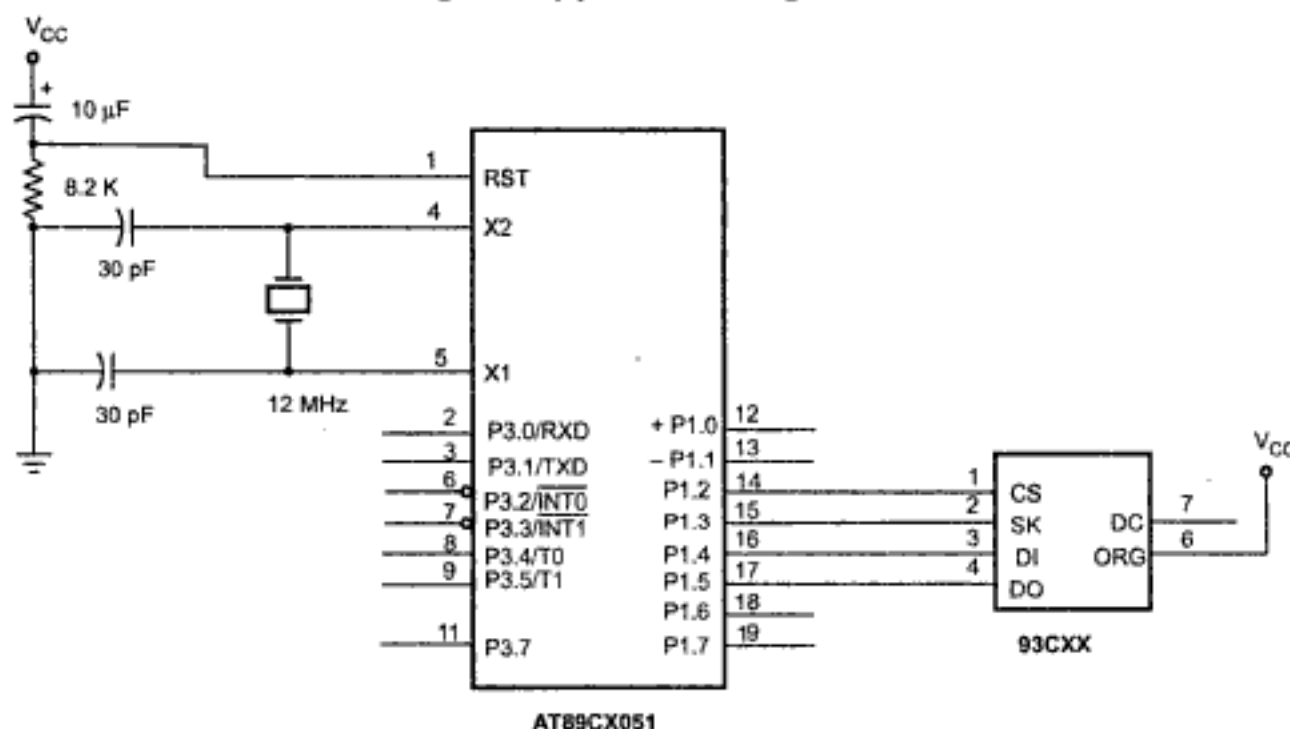 V_CC
+
10 µF
8.2 K
30 pF
30 pF
12 MHz
1
RST
4
X2
5
X1
2
P3.0/RXD
3
P3.1/TXD
6
P3.2/INT0
7
P3.3/INT1
8
P3.4/T0
9
P3.5/T1
11
P3.7
+ P1.0
12
– P1.1
13
P1.2
14
P1.3
15
P1.4
16
P1.5
17
P1.6
18
P1.7
19
AT89CX051
1
CS
2
SK
3
DI
4
DO
DC
7
ORG
6
V_CC
93CXX